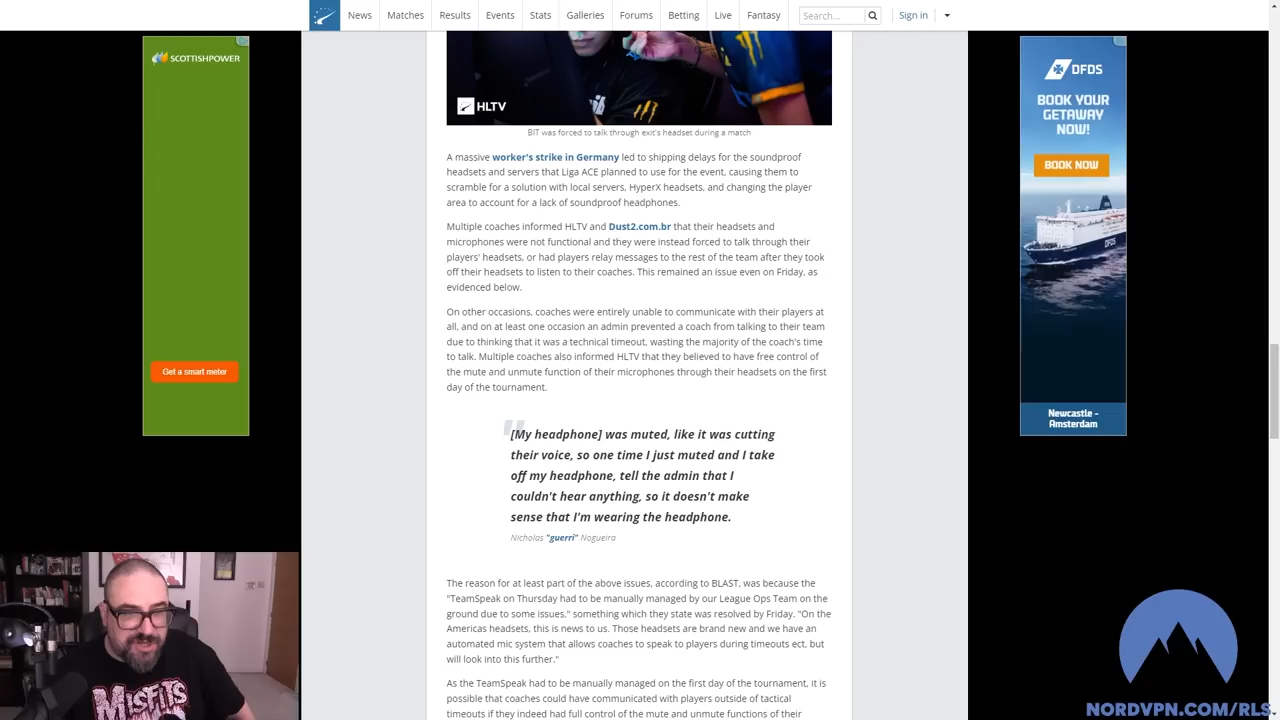 News Matches Results Events Stats Galleries Forums Betting Live Fantasy Search... Sign in
SCOTTISHPOWER
Get a smart meter
HLTV
BIT was forced to talk through exit's headset during a match
A massive worker's strike in Germany led to shipping delays for the soundproof
headsets and servers that Liga ACE planned to use for the event, causing them to
scramble for a solution with local servers, HyperX headsets, and changing the player
area to account for a lack of soundproof headphones.
Multiple coaches informed HLTV and Dust2.com.br that their headsets and
microphones were not functional and they were instead forced to talk through their
players' headsets, or had players relay messages to the rest of the team after they took
off their headsets to listen to their coaches. This remained an issue even on Friday, as
evidenced below.
On other occasions, coaches were entirely unable to communicate with their players at
all, and on at least one occasion an admin prevented a coach from talking to their team
due to thinking that it was a technical timeout, wasting the majority of the coach's time
to talk. Multiple coaches also informed HLTV that they believed to have free control of
the mute and unmute function of their microphones through their headsets on the first
day of the tournament.
"
[My headphone] was muted, like it was cutting
their voice, so one time I just muted and I take
off my headphone, tell the admin that I
couldn't hear anything, so it doesn't make
sense that I'm wearing the headphone.
Nicholas "guerri" Nogueira
The reason for at least part of the above issues, according to BLAST, was because the
"TeamSpeak on Thursday had to be manually managed by our League Ops Team on the
ground due to some issues," something which they state was resolved by Friday. "On the
Americas headsets, this is news to us. Those headsets are brand new and we have an
automated mic system that allows coaches to speak to players during timeouts ect, but
will look into this further."
As the TeamSpeak had to be manually managed on the first day of the tournament, it is
possible that coaches could have communicated with players outside of tactical
timeouts if they indeed had full control of the mute and unmute functions of their
DFDS
BOOK YOUR
GETAWAY
NOW!
BOOK NOW
DFDS
Newcastle -
Amsterdam
MISFITS
NORDVPN.COM/RLS